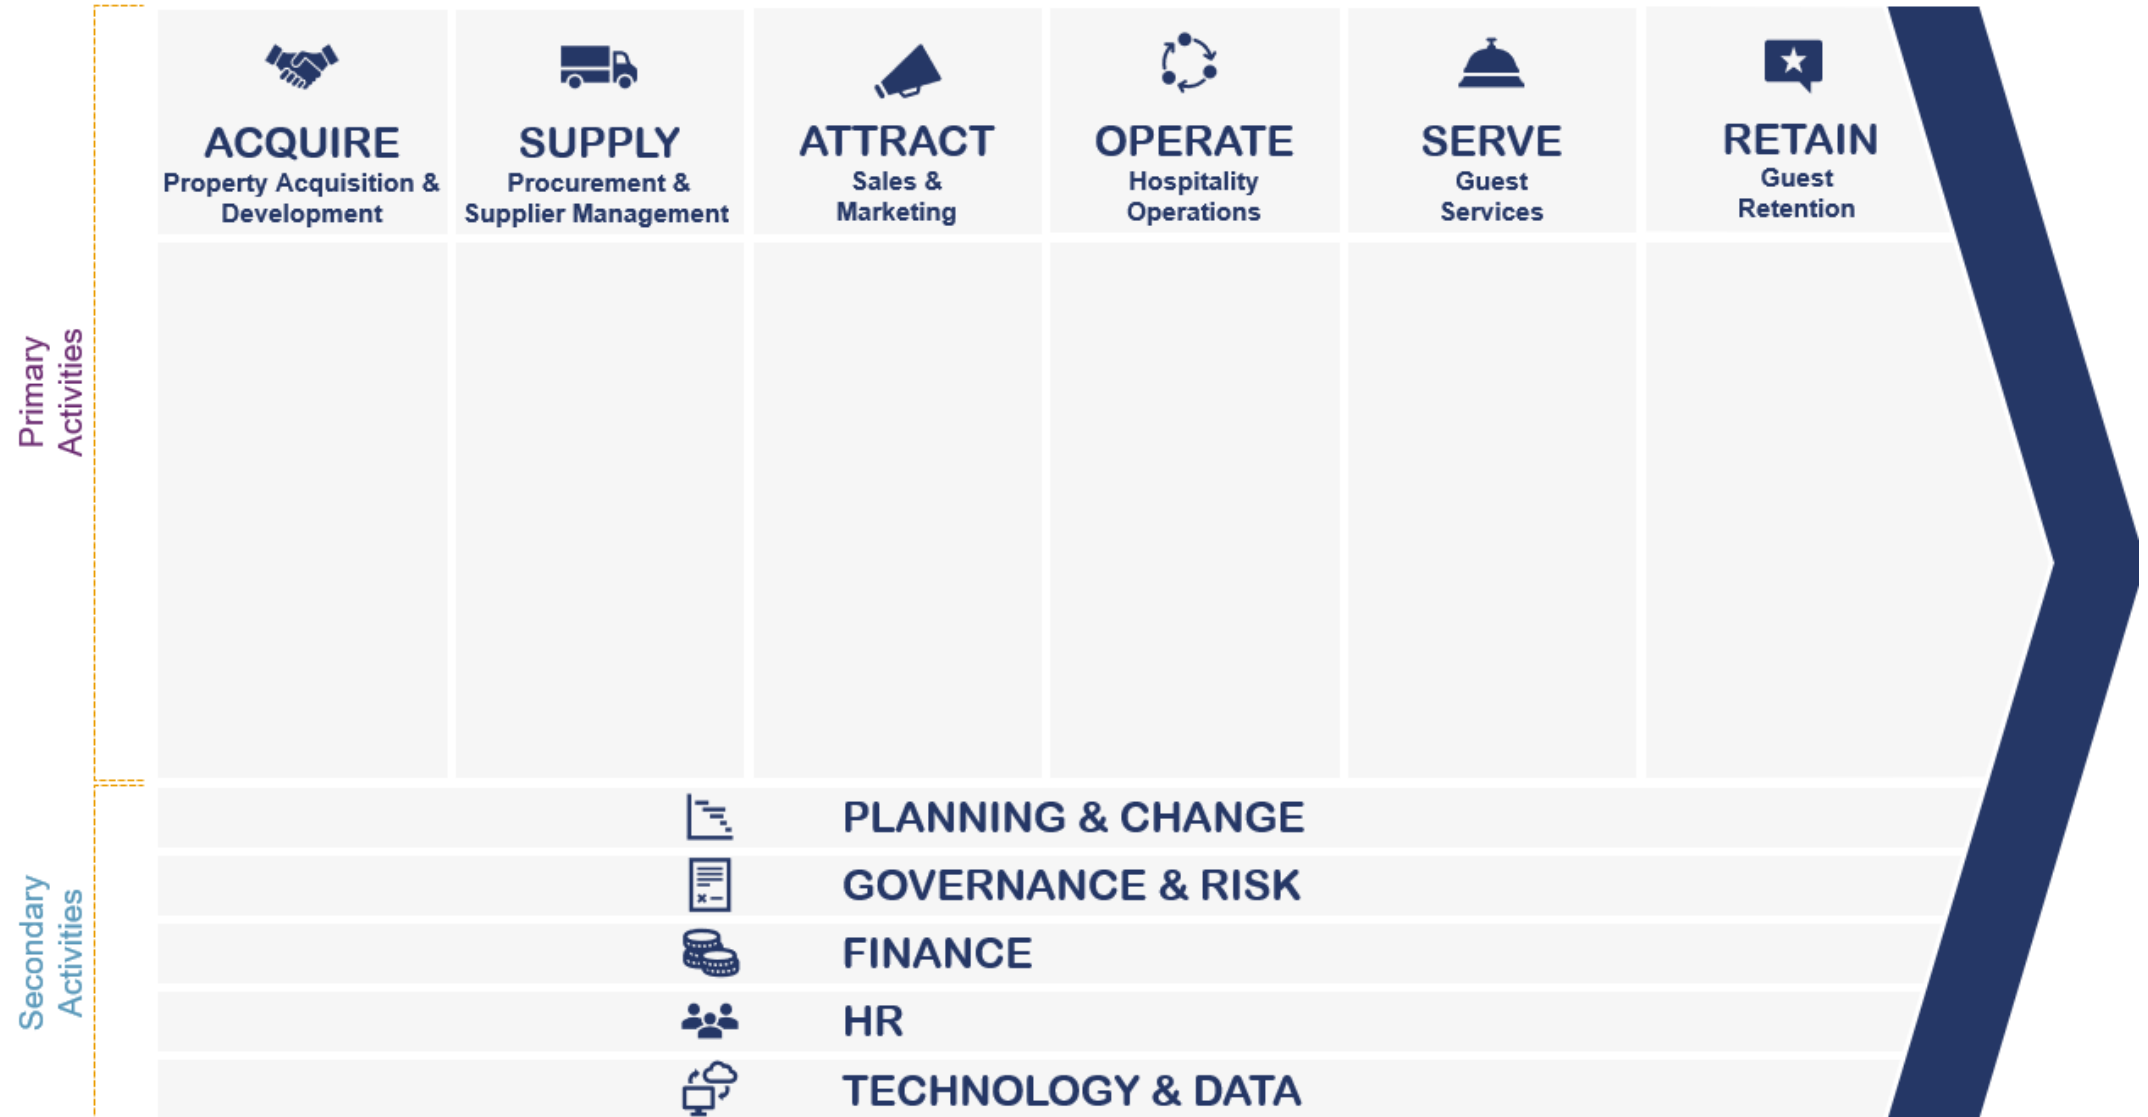 Primary
Activities
ACQUIRE
Property Acquisition &
Development
SUPPLY
Procurement &
Supplier Management
ATTRACT
Sales &
Marketing
OPERATE
Hospitality
Operations
SERVE
Guest
Services
RETAIN
Guest
Retention
Secondary
Activities
PLANNING & CHANGE
GOVERNANCE & RISK
FINANCE
HR
TECHNOLOGY & DATA